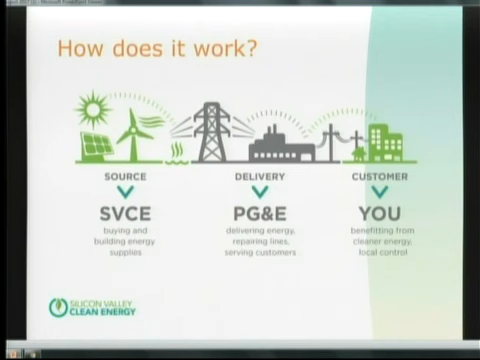 How does it work?
SOURCE
DELIVERY
CUSTOMER
SVCE
PG&E
YOU
buying and
building energy
supplies
delivering energy,
repairing lines,
serving customers
benefitting from
cleaner energy,
local control
SILICON VALLEY
CLEAN ENERGY